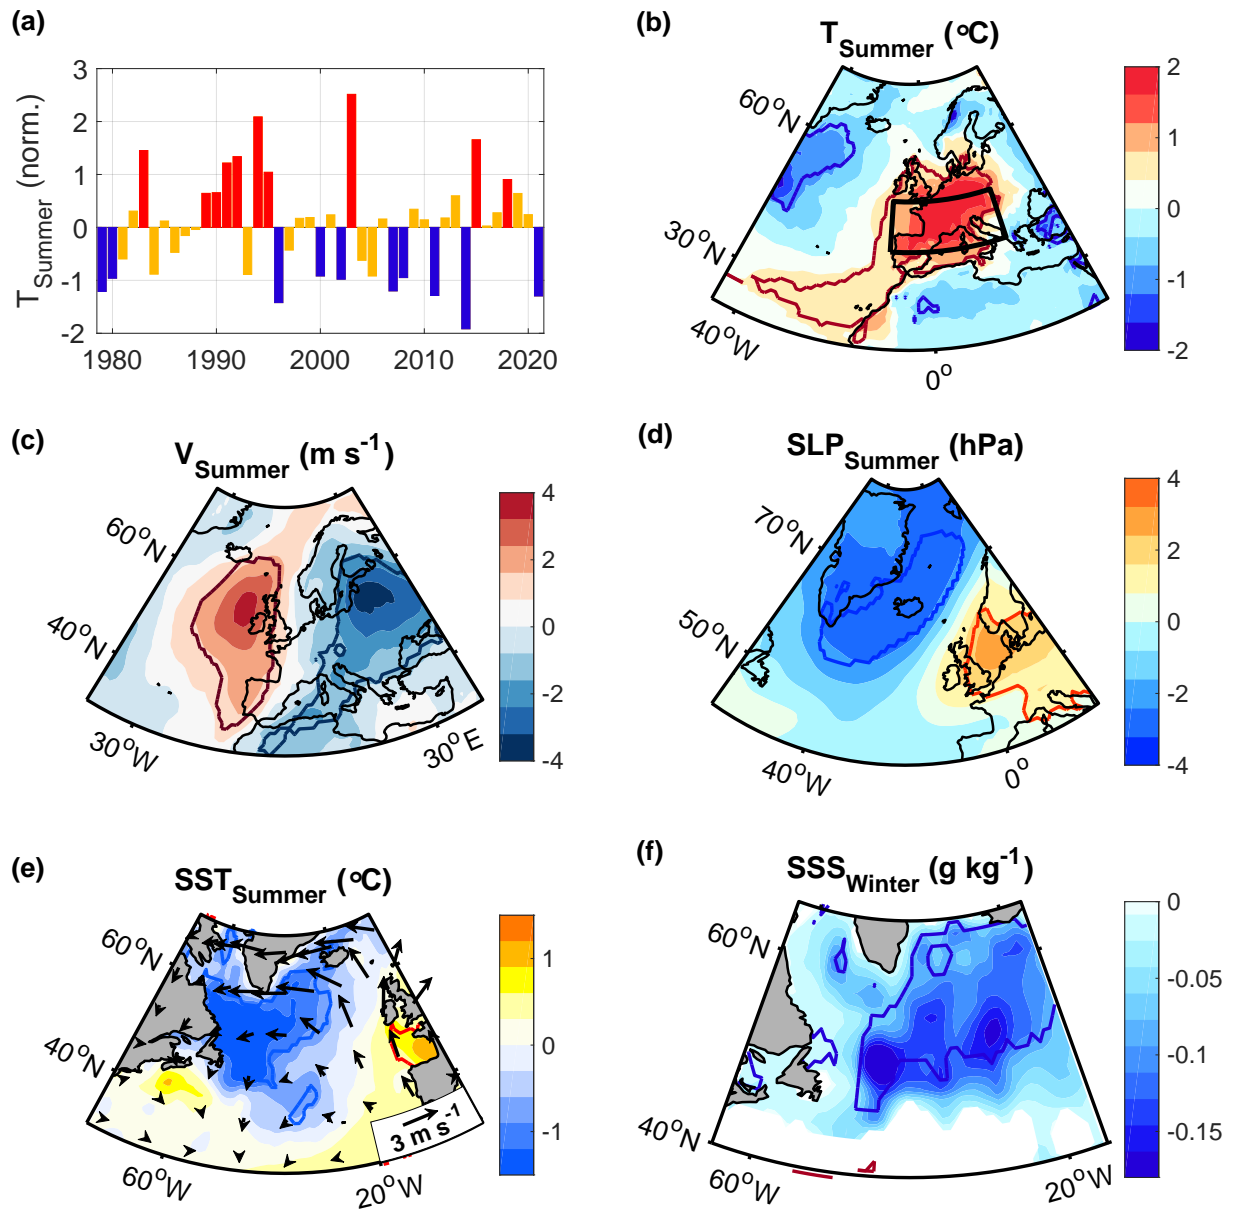 (a)
T_Summer (norm.)
3
2
1
0
-1
-2
1980 1990 2000 2010 2020
(b)
T_Summer (°C)
60°N
30°N
40°W
0°
2
1
0
-1
-2
(c)
V_Summer (m s⁻¹)
60°N
40°N
30°W
30°E
4
2
0
-2
-4
(d)
SLP_Summer (hPa)
70°N
50°N
40°W
0°
4
2
0
-2
-4
(e)
SST_Summer (°C)
60°N
40°N
60°W
20°W
3 m s⁻¹
1
0
-1
(f)
SSS_Winter (g kg⁻¹)
60°N
40°N
60°W
20°W
0
-0.05
-0.1
-0.15